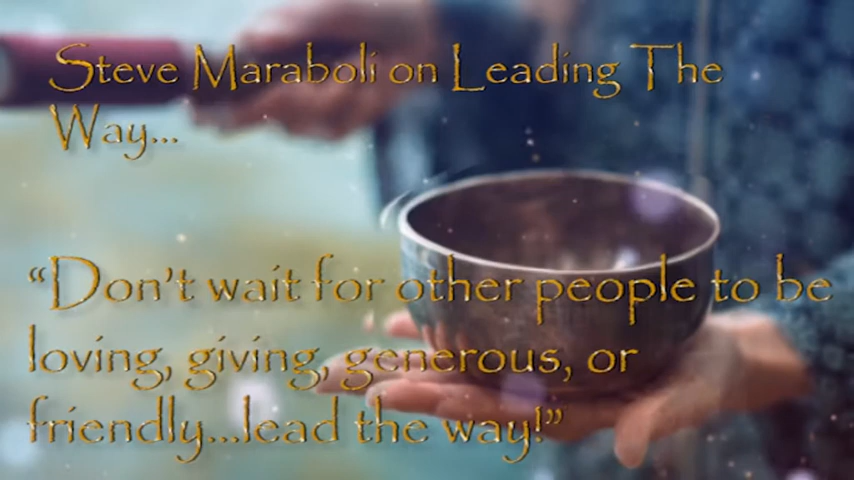 Steve Maraboli on Leading The
Way...
“Don’t wait for other people to be
loving, giving, generous, or
friendly...lead the way!”